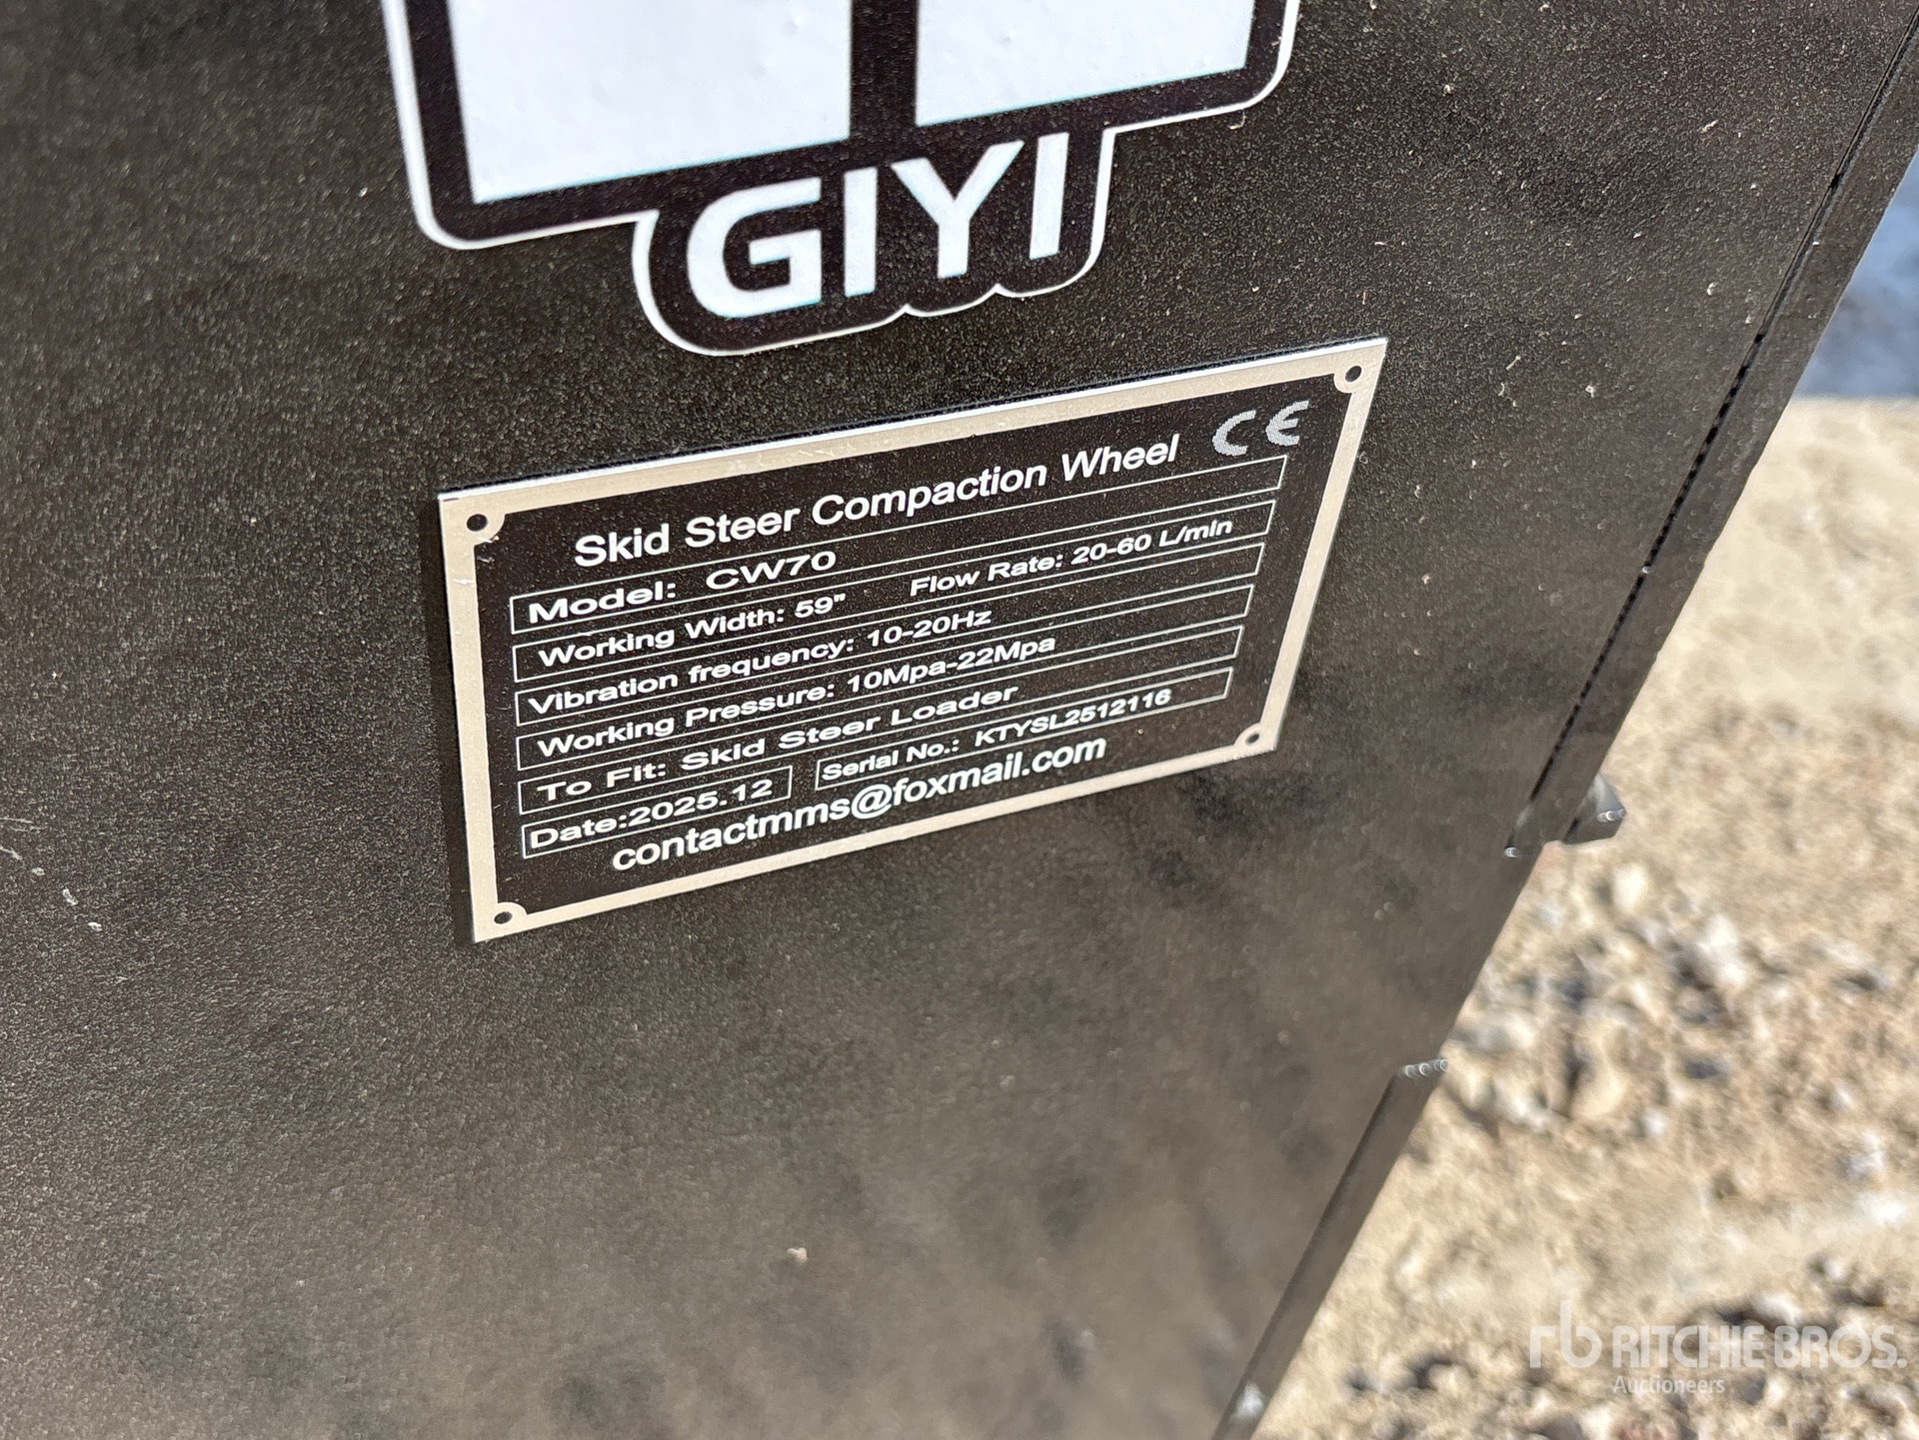 GIYI
Skid Steer Compaction Wheel CE
Model: CW70
Working Width: 59" Flow Rate: 20-60 L/min
Vibration frequency: 10-20Hz
Working Pressure: 10Mpa-22Mpa
To Fit: Skid Steer Loader
Date:2025.12 Serial No.: KTYSL2512116
contactmms@foxmail.com
rb RITCHIE BROS.
Auctioneers